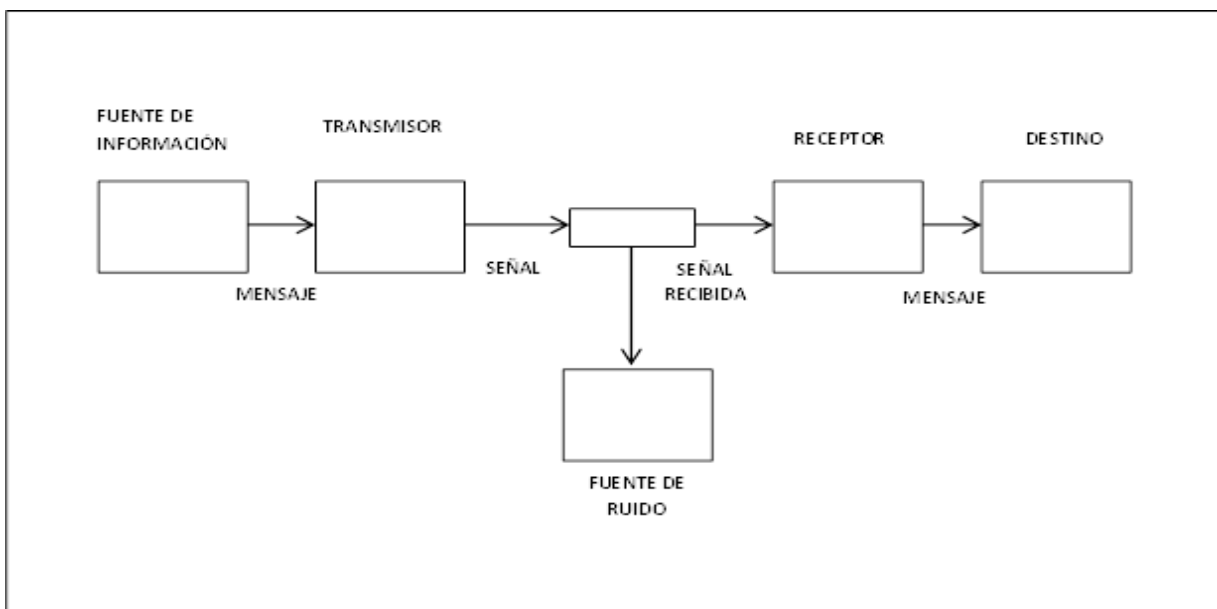 FUENTE DE
INFORMACIÓN
TRANSMISOR
RECEPTOR
DESTINO
MENSAJE
SEÑAL
SEÑAL
RECIBIDA
MENSAJE
FUENTE DE
RUIDO